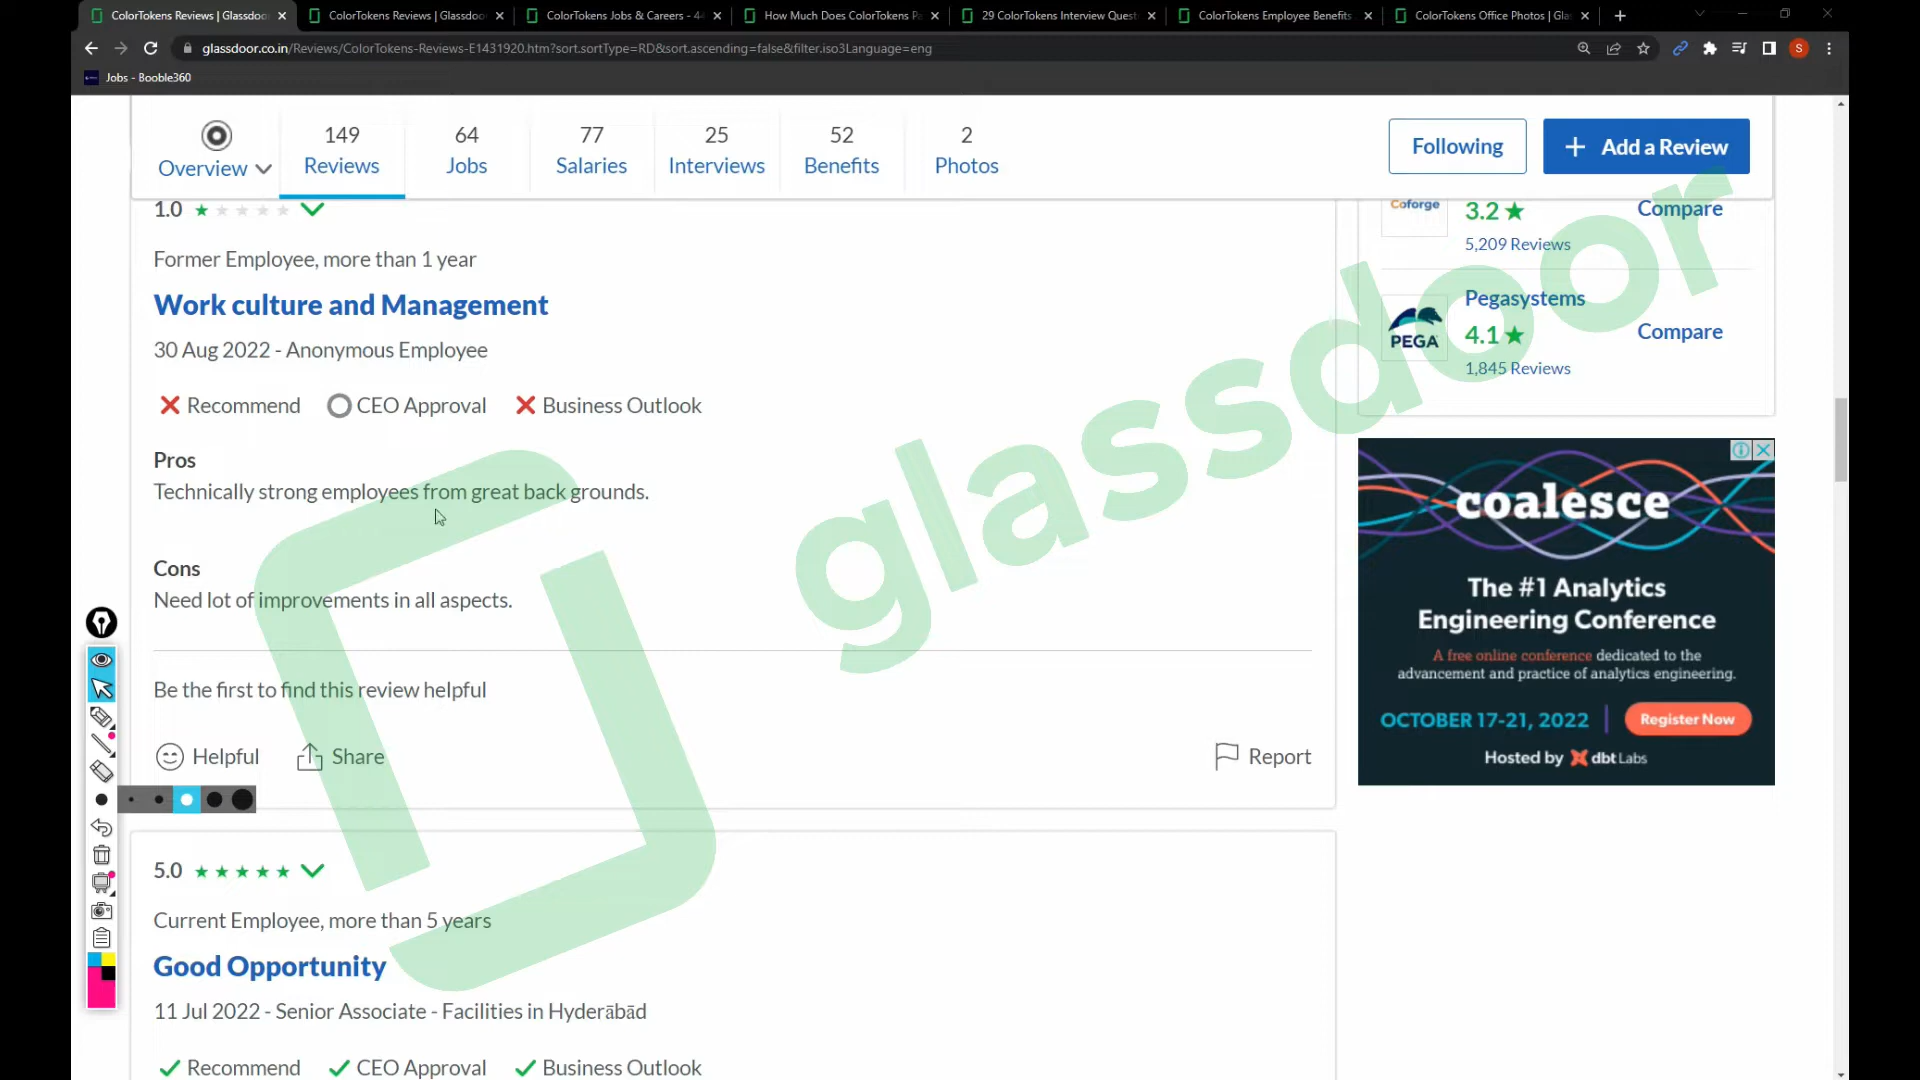 ColorTokens Reviews | Glassdoo
ColorTokens Reviews | Glassdoo
ColorTokens Jobs & Careers - 4
How Much Does ColorTokens Pa
29 ColorTokens Interview Quest
ColorTokens Employee Benefits
ColorTokens Office Photos | Gla
glassdoor.co.in/Reviews/ColorTokens-Reviews-E1431920.htm?sort.sortType=RD&sort.ascending=false&filter.iso3Language=eng
S
Jobs - Booble360
149
64
77
25
52
2
Overview
Reviews
Jobs
Salaries
Interviews
Benefits
Photos
Following
+ Add a Review
1.0
Former Employee, more than 1 year
Work culture and Management
30 Aug 2022 - Anonymous Employee
Recommend
CEO Approval
Business Outlook
Pros
Technically strong employees from great back grounds.
Cons
Need lot of improvements in all aspects.
Be the first to find this review helpful
Helpful
Share
Report
5.0
Current Employee, more than 5 years
Good Opportunity
11 Jul 2022 - Senior Associate - Facilities in Hyderābād
Recommend
CEO Approval
Business Outlook
glassdoor
Coforge
3.2 ★
Compare
5,209 Reviews
Pegasystems
PEGA
4.1 ★
Compare
1,845 Reviews
coalesce
The #1 Analytics
Engineering Conference
A free online conference dedicated to the
advancement and practice of analytics engineering.
OCTOBER 17-21, 2022
Register Now
Hosted by dbt Labs